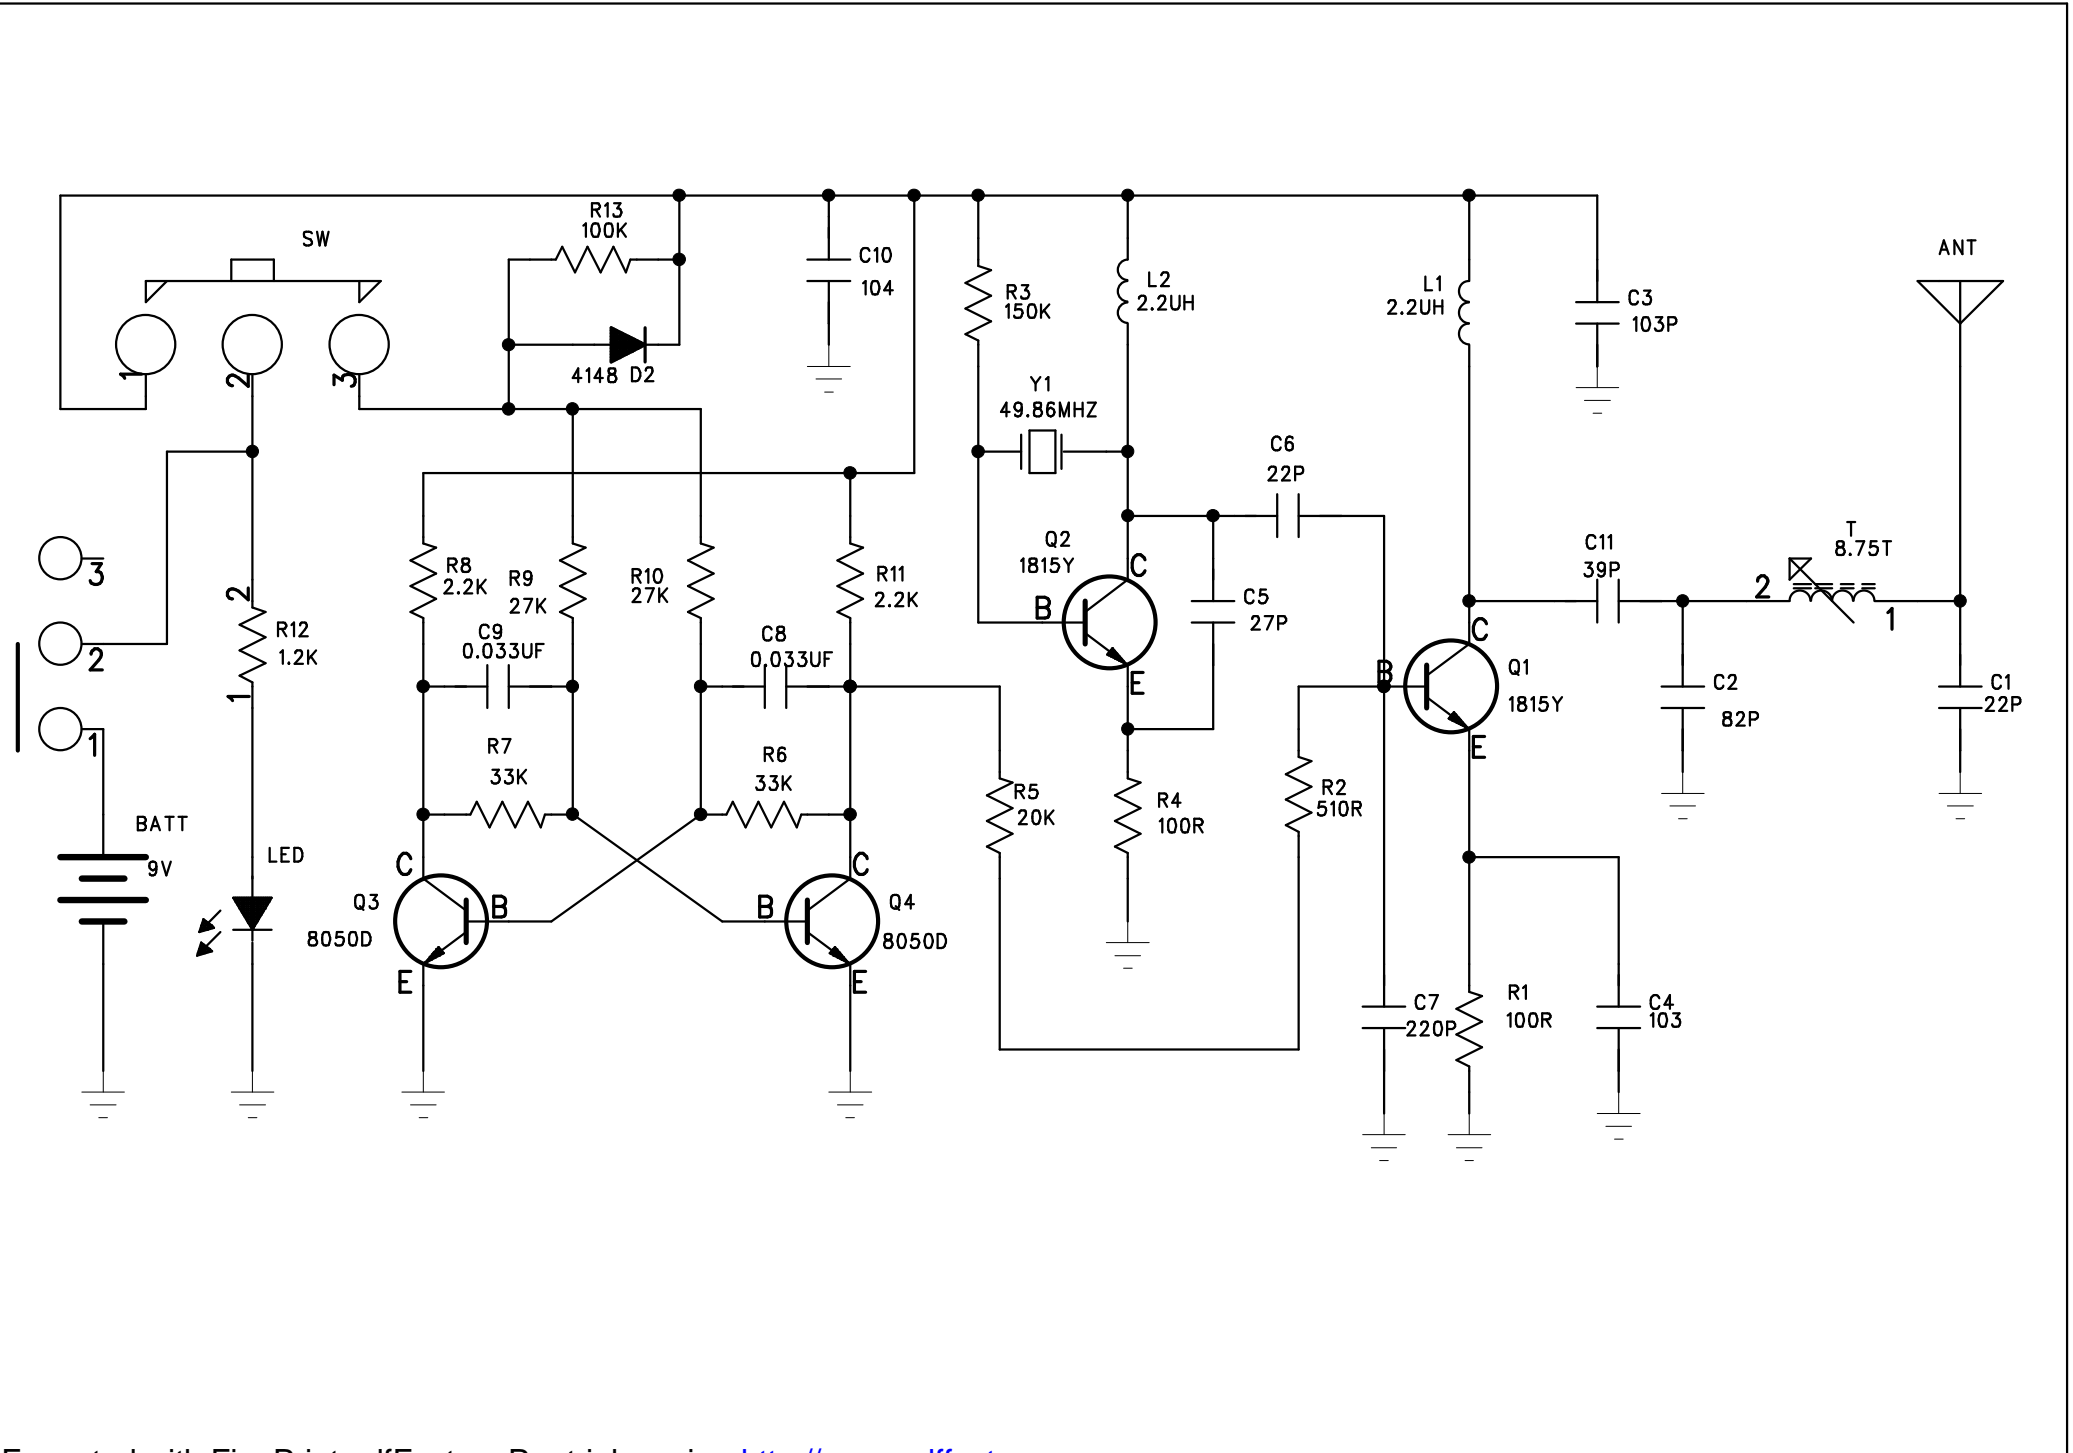 SW
1
2
3
R13
100K
4148 D2
C10
104
R3
150K
L2
2.2UH
Y1
49.86MHZ
L1
2.2UH
C3
103P
ANT
C6
22P
3
2
1
2
R12
1.2K
1
R8
2.2K
R9
27K
R10
27K
R11
2.2K
C9
0.033UF
C8
0.033UF
R7
33K
R6
33K
Q2
1815Y
C
B
E
C5
27P
C11
39P
T
8.75T
2
1
C
B
E
Q1
1815Y
C2
82P
C1
22P
R5
20K
R4
100R
R2
510R
BATT
9V
LED
C
Q3
8050D
B
E
C
B
Q4
8050D
E
C7
220P
R1
100R
C4
103